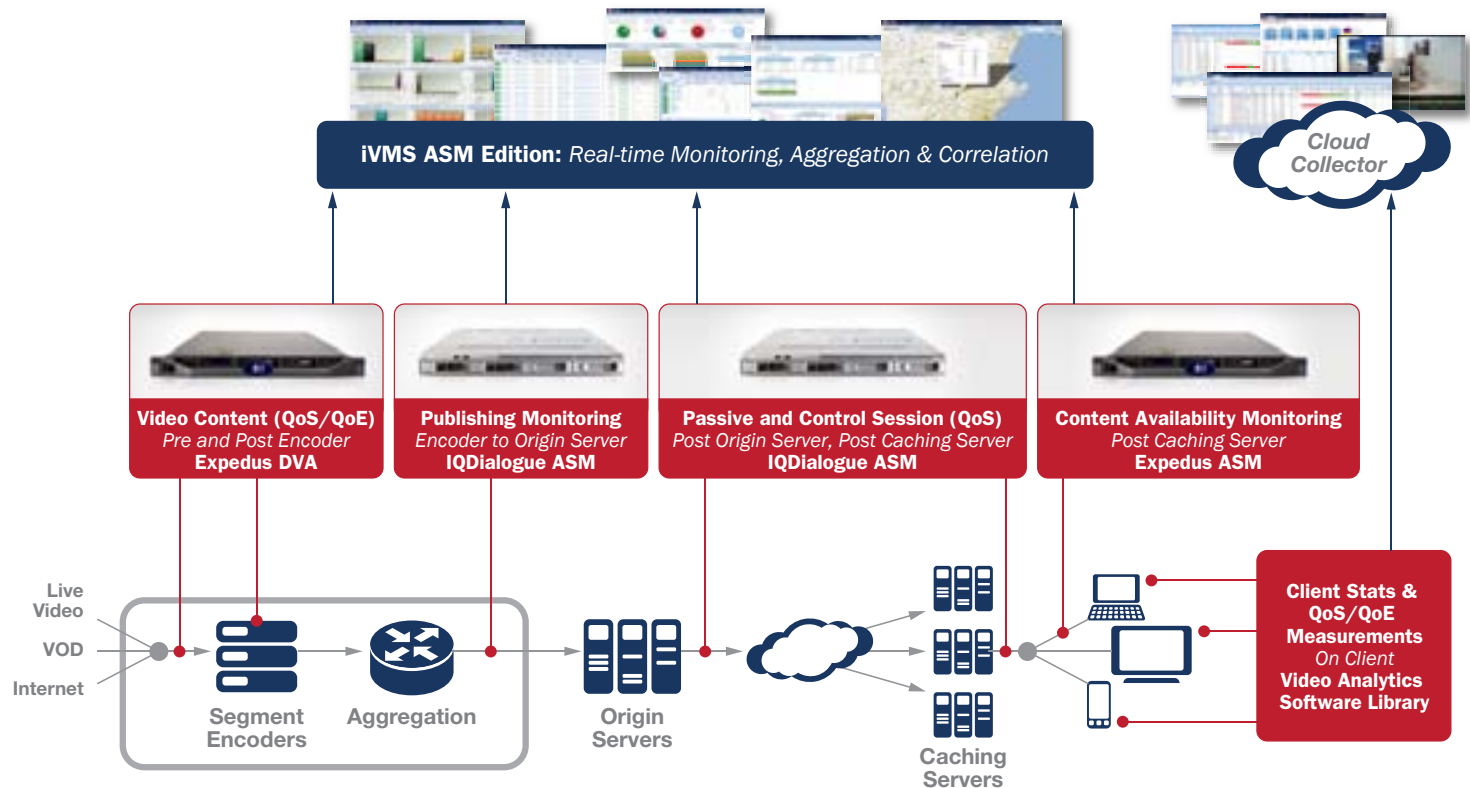 iVMS ASM Edition: Real-time Monitoring, Aggregation & Correlation
Cloud
Collector
Video Content (QoS/QoE)
Pre and Post Encoder
Expedus DVA
Publishing Monitoring
Encoder to Origin Server
IQDialogue ASM
Passive and Control Session (QoS)
Post Origin Server, Post Caching Server
IQDialogue ASM
Content Availability Monitoring
Post Caching Server
Expedus ASM
Live
Video
VOD
Internet
Segment
Encoders
Aggregation
Origin
Servers
Caching
Servers
Client Stats &
QoS/QoE
Measurements
On Client
Video Analytics
Software Library